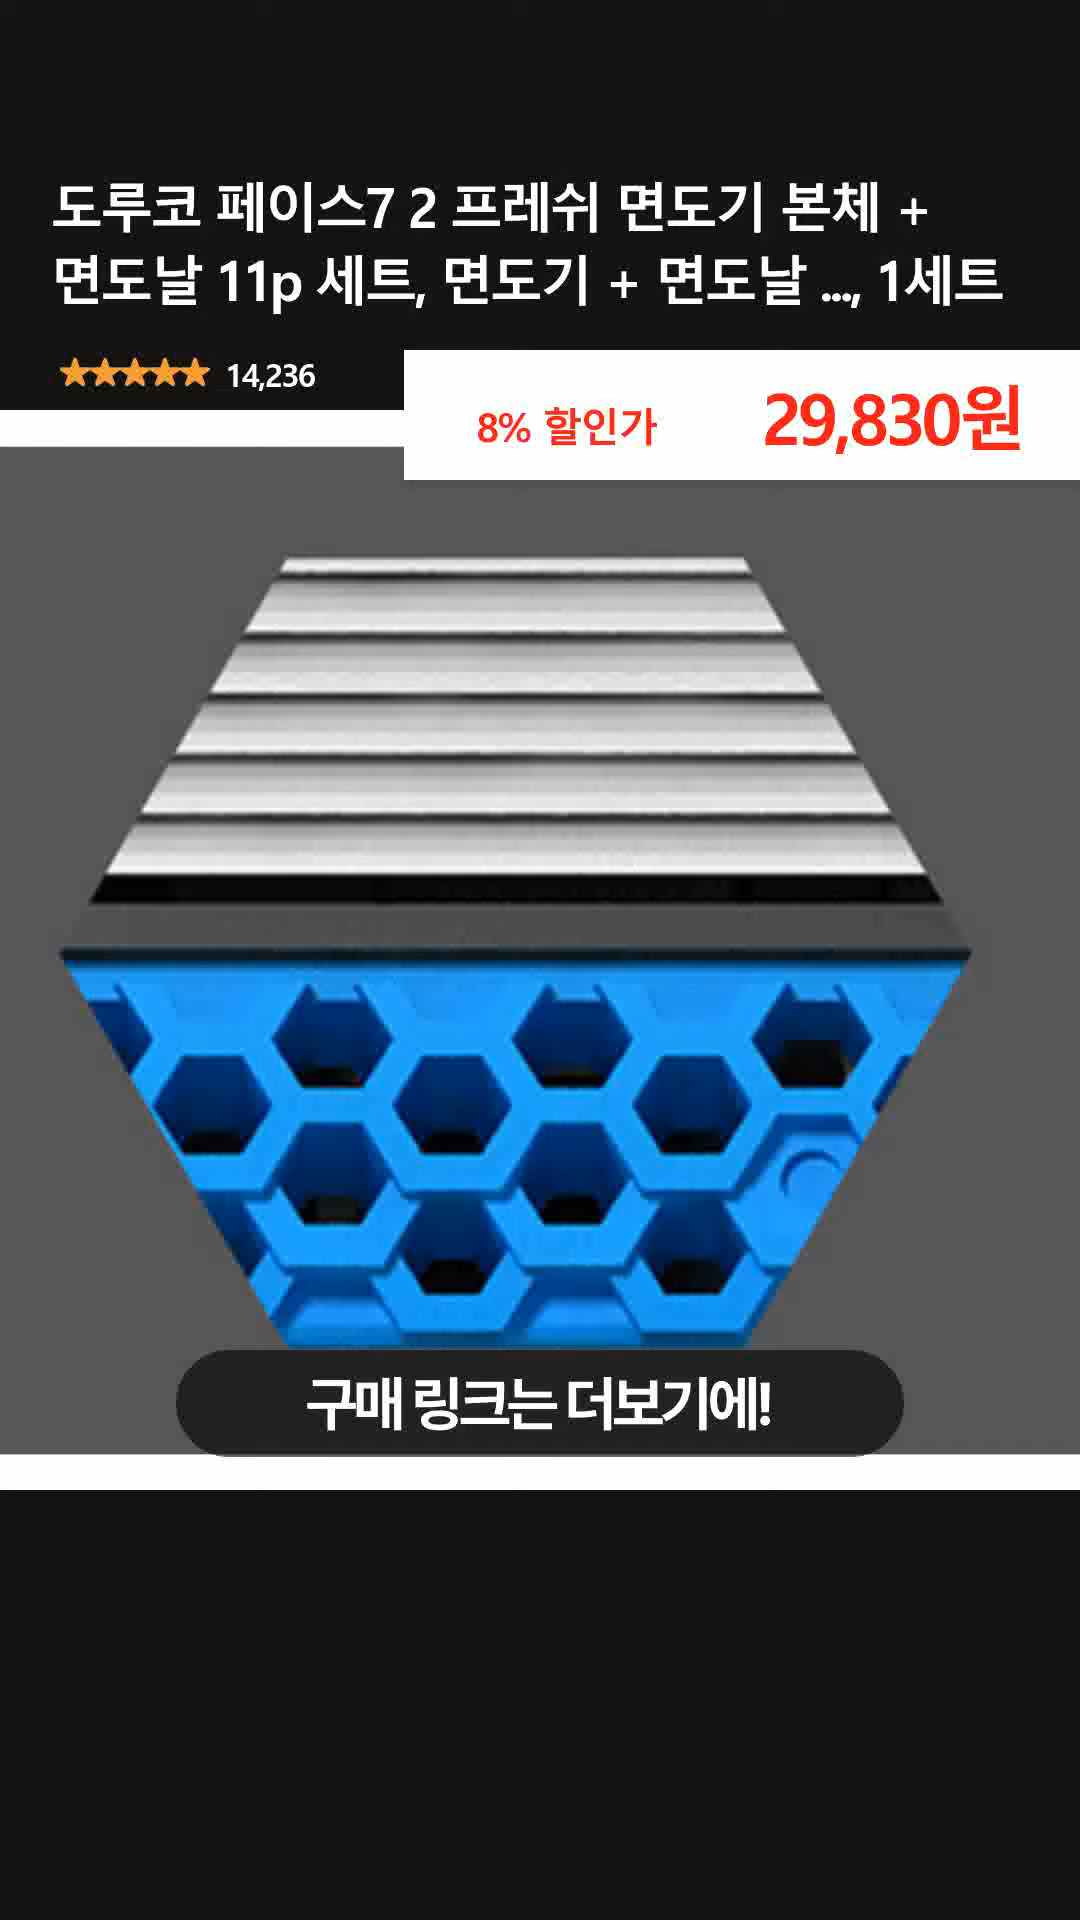 도루코 페이스7 2 프레쉬 면도기 본체 +
면도날 11p 세트, 면도기 + 면도날 ..., 1세트
14,236
8% 할인가 29,830원
구매 링크는 더보기에!